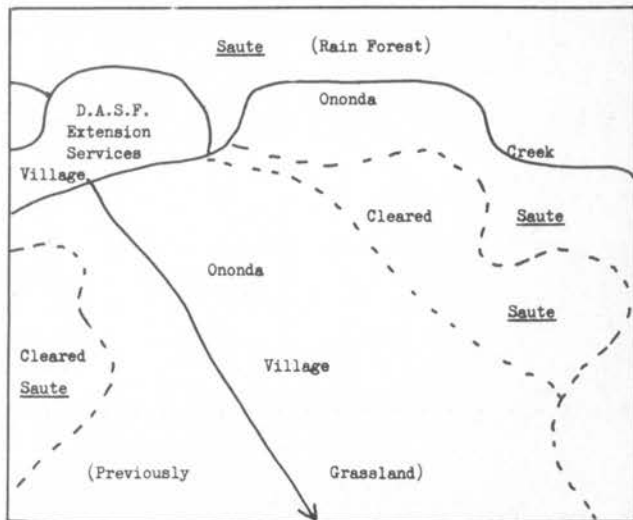 Saute (Rain Forest)
Ononda
D.A.S.F.
Extension
Services
Creek
Village
Cleared
Saute
Ononda
Saute
Cleared
Village
Saute
(Previously Grassland)